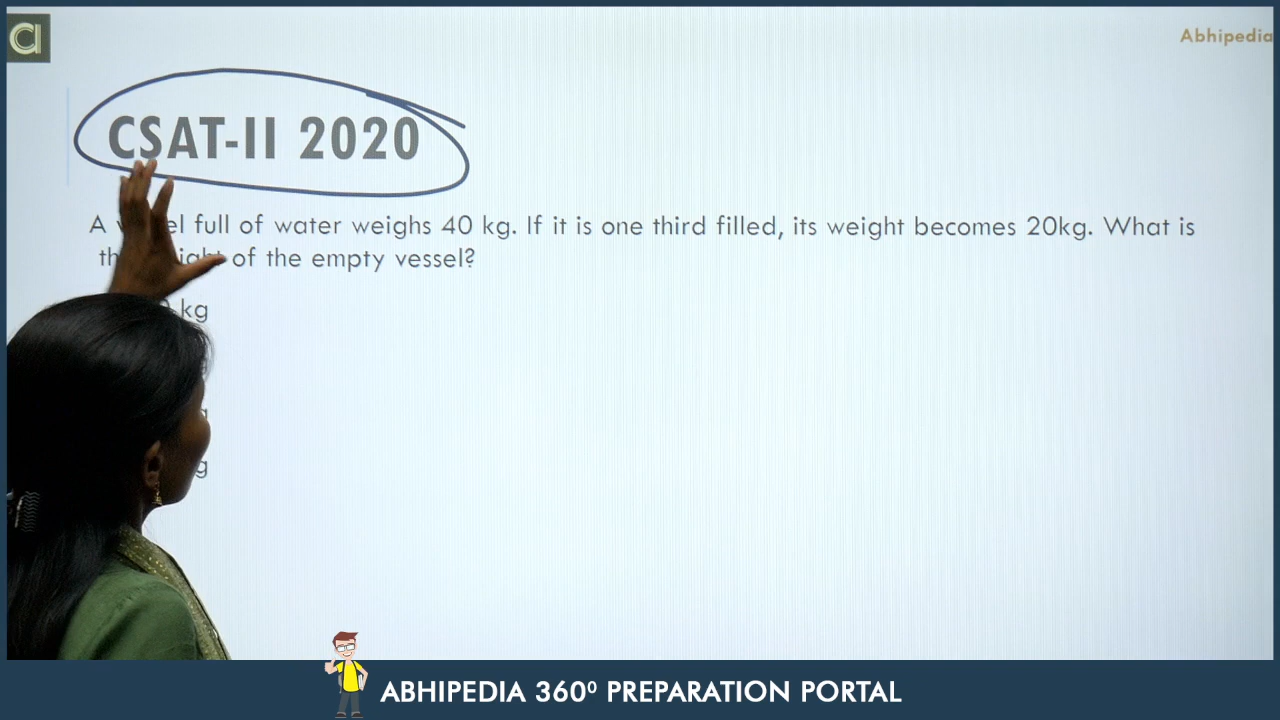 Abhipedia
CSAT-II 2020
A full of water weighs 40 kg. If it is one third filled, its weight becomes 20kg. What is
of the empty vessel?
kg
ABHIPEDIA 360⁰ PREPARATION PORTAL